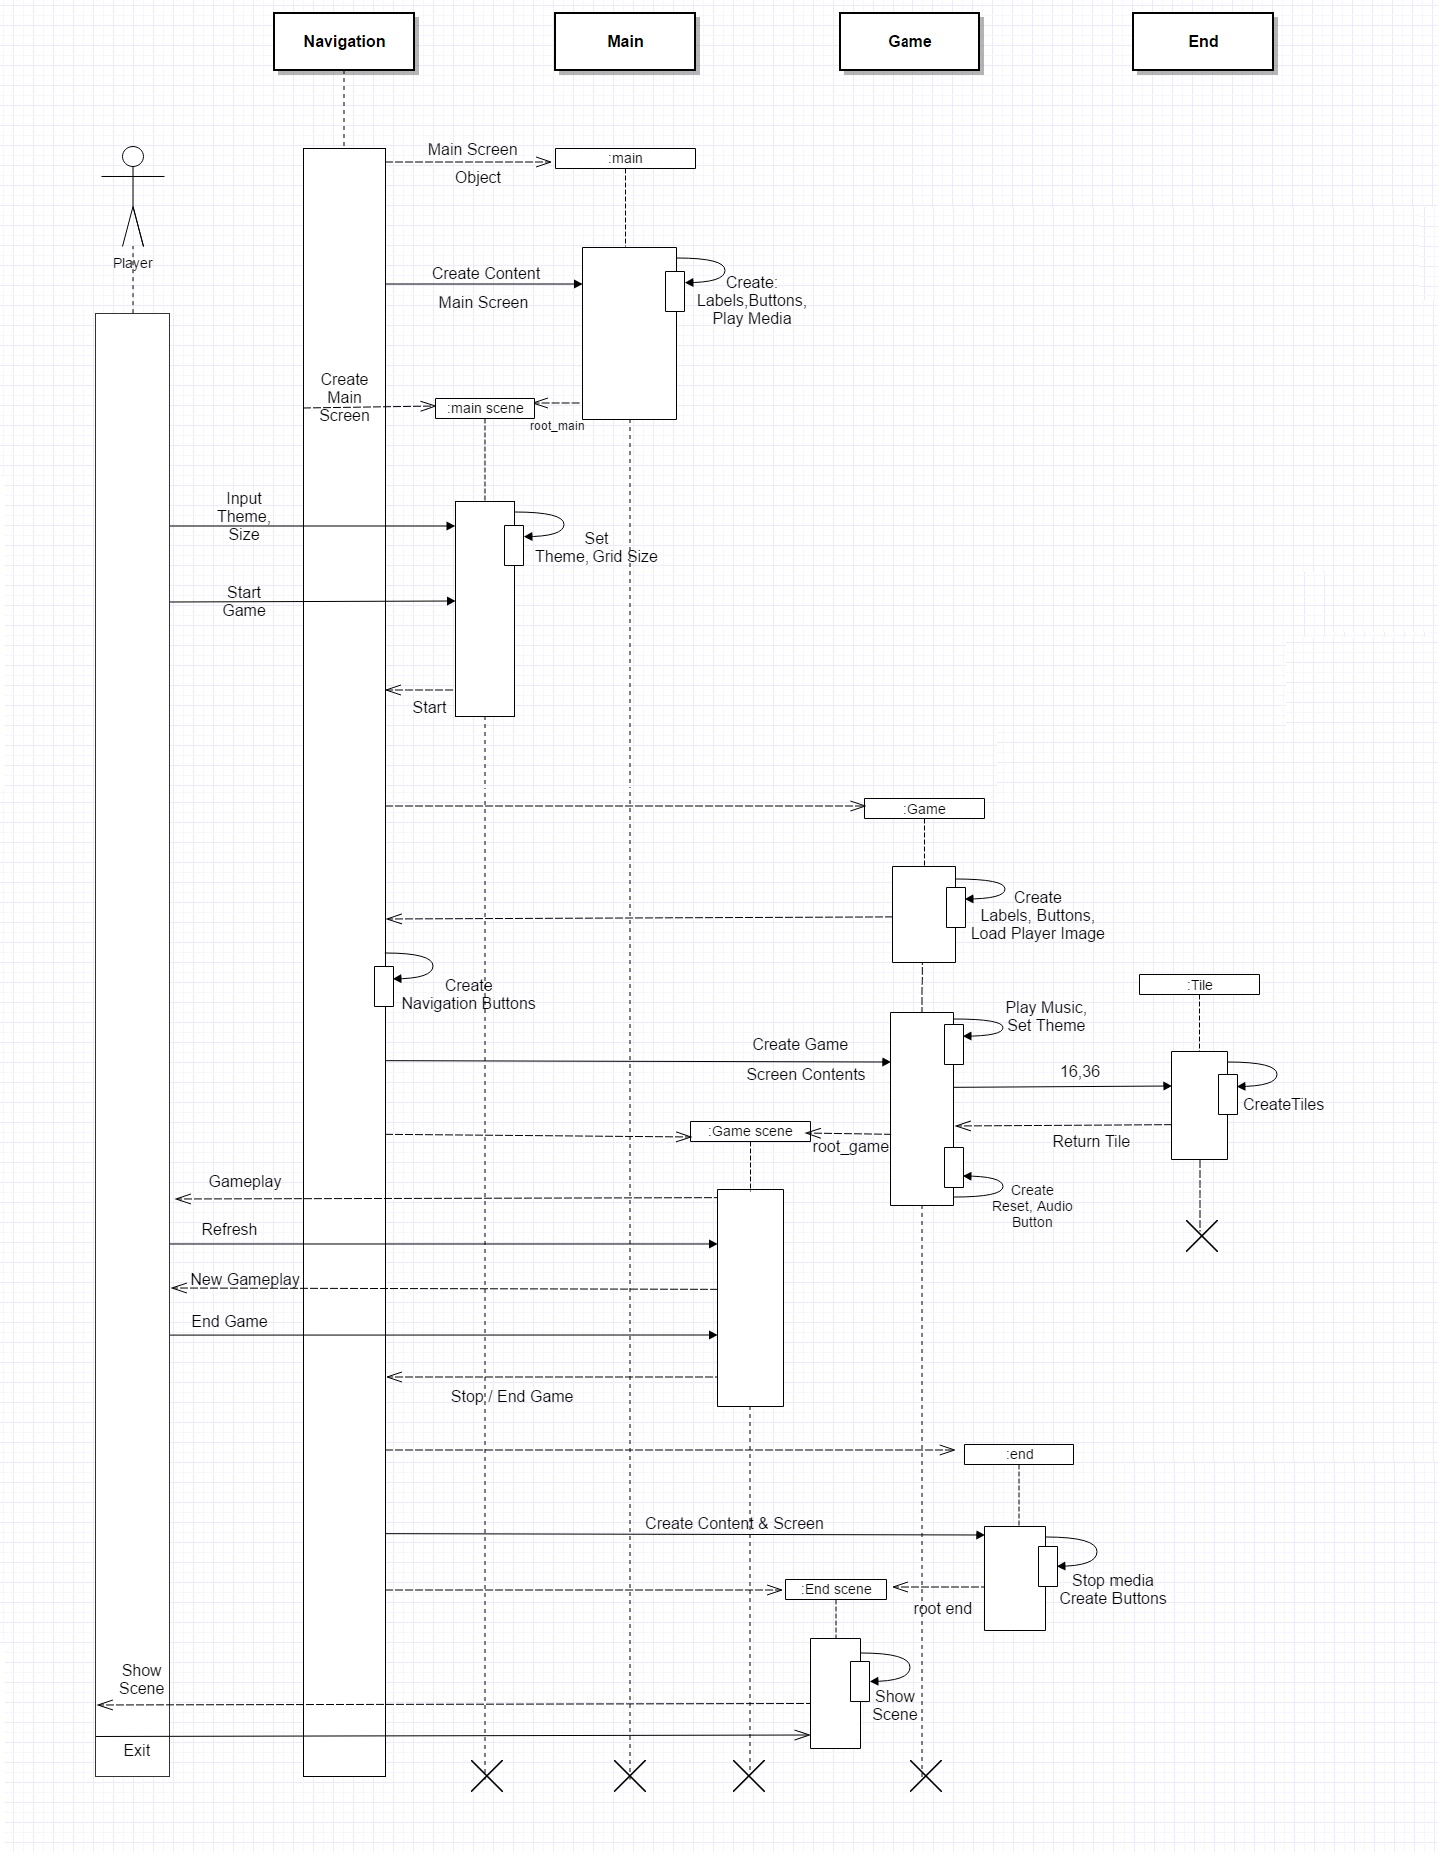 Navigation
Main
Game
End
Main Screen
:main
Object
Player
Create Content
Main Screen
Create:
Labels,Buttons,
Play Media
Create
Main
Screen
:main scene
root_main
Input
Theme,
Size
Set
Theme, Grid Size
Start
Game
Start
:Game
Create
Labels, Buttons,
Load Player Image
Create
Navigation Buttons
:Tile
Play Music,
Set Theme
Create Game
Screen Contents
16,36
CreateTiles
:Game scene
root_game
Return Tile
Gameplay
Create
Reset, Audio
Button
Refresh
New Gameplay
End Game
Stop / End Game
:end
Create Content & Screen
Stop media
Create Buttons
:End scene
root end
Show
Scene
Show
Scene
Exit